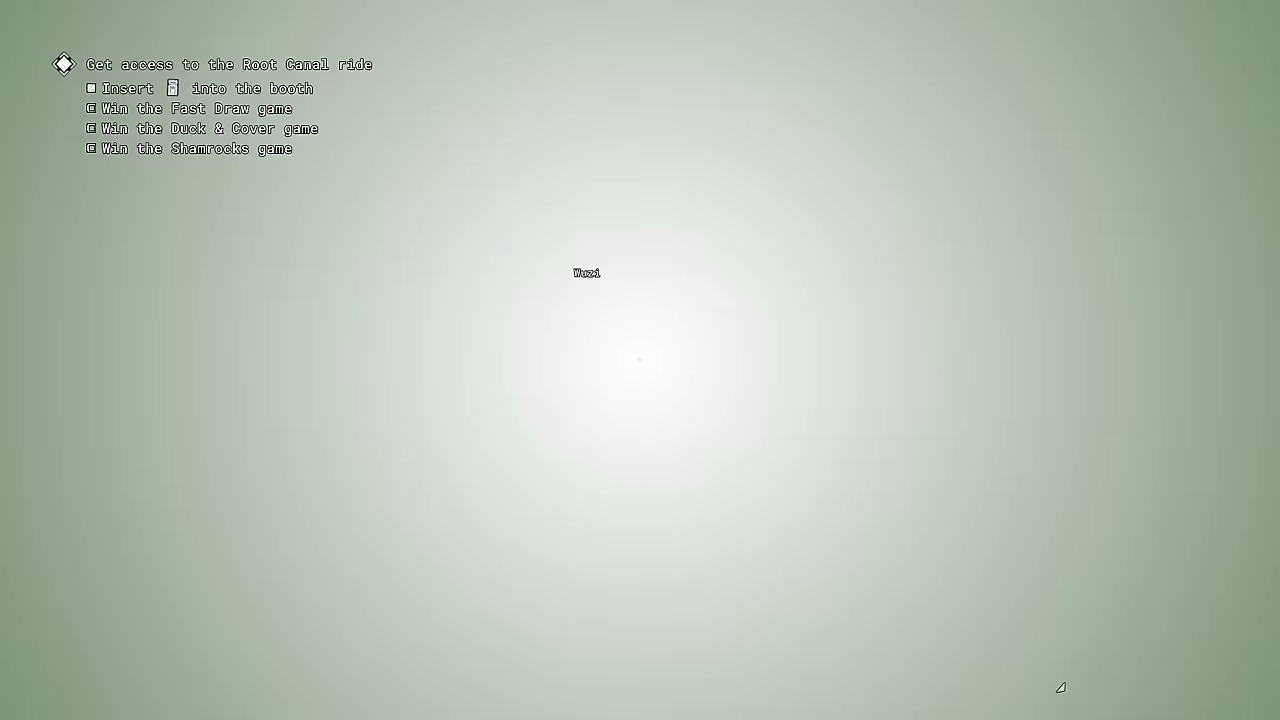 Get access to the Root Canal ride
Insert into the booth
Win the Fast Draw game
Win the Duck & Cover game
Win the Shamrocks game
Wuzi